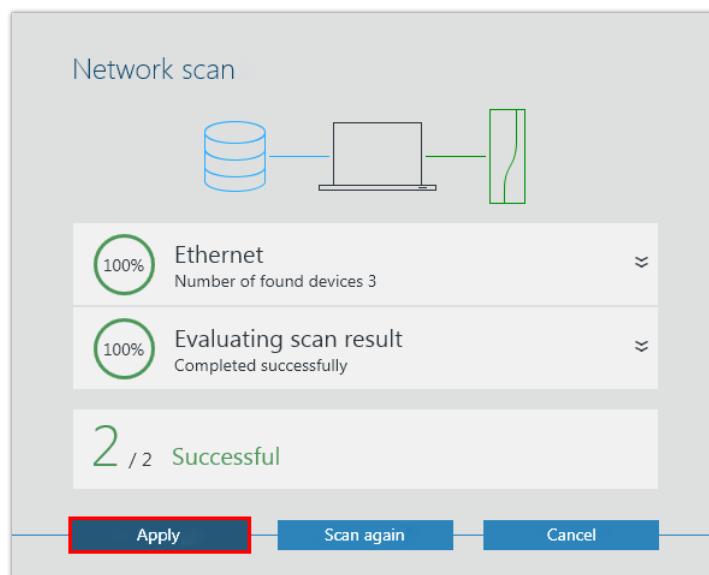 Network scan
100%
Ethernet
Number of found devices 3
100%
Evaluating scan result
Completed successfully
2 / 2 Successful
Apply Scan again Cancel